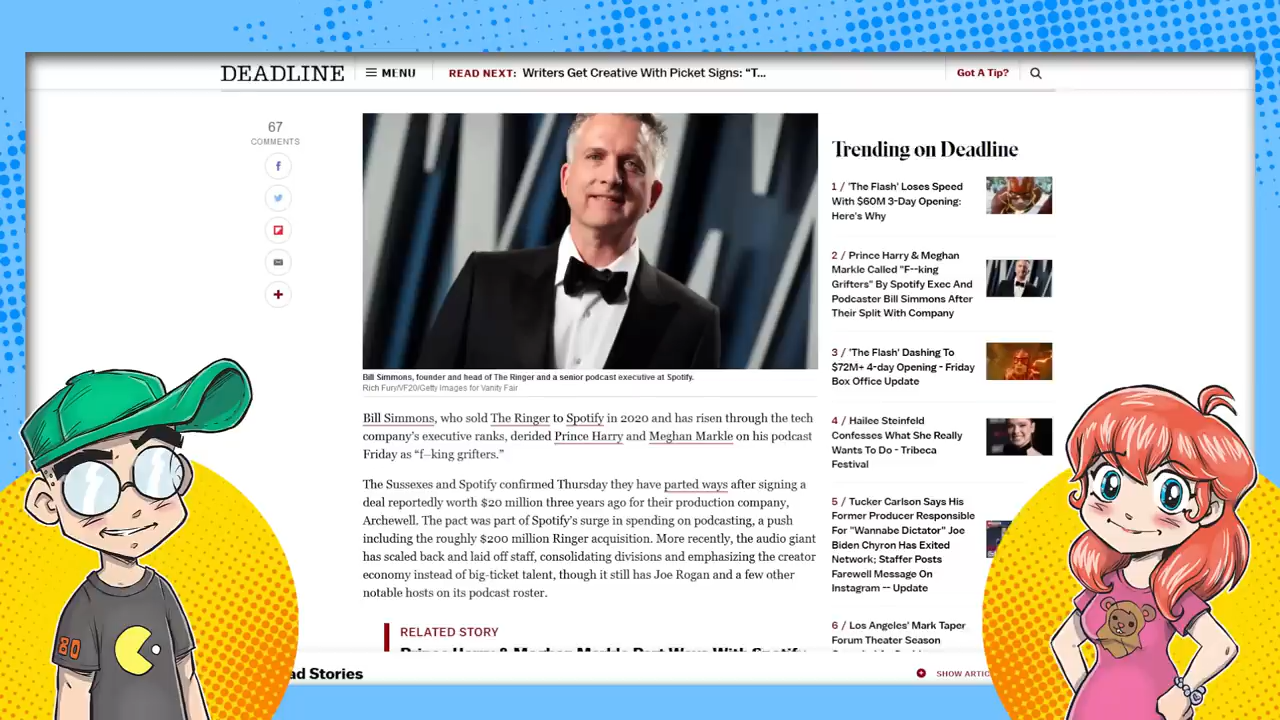 DEADLINE
MENU
READ NEXT: Writers Get Creative With Picket Signs: “T...
Got A Tip?
67
COMMENTS
Bill Simmons, founder and head of The Ringer and a senior podcast executive at Spotify.
Rich Fury/VF20/Getty Images for Vanity Fair
Bill Simmons, who sold The Ringer to Spotify in 2020 and has risen through the tech
company’s executive ranks, derided Prince Harry and Meghan Markle on his podcast
Friday as “f–king grifters.”
The Sussexes and Spotify confirmed Thursday they have parted ways after signing a
deal reportedly worth $20 million three years ago for their production company,
Archewell. The pact was part of Spotify’s surge in spending on podcasting, a push
including the roughly $200 million Ringer acquisition. More recently, the audio giant
has scaled back and laid off staff, consolidating divisions and emphasizing the creator
economy instead of big-ticket talent, though it still has Joe Rogan and a few other
notable hosts on its podcast roster.
RELATED STORY
Prince Harry & Meghan Markle Part Ways With Spotify
ad Stories
SHOW ARTIC
Trending on Deadline
1 / 'The Flash' Loses Speed
With $60M 3-Day Opening:
Here's Why
2 / Prince Harry & Meghan
Markle Called "F--king
Grifters" By Spotify Exec And
Podcaster Bill Simmons After
Their Split With Company
3 / 'The Flash' Dashing To
$72M+ 4-day Opening - Friday
Box Office Update
4 / Hailee Steinfeld
Confesses What She Really
Wants To Do - Tribeca
Festival
5 / Tucker Carlson Says His
Former Producer Responsible
For "Wannabe Dictator" Joe
Biden Chyron Has Exited
Network; Staffer Posts
Farewell Message On
Instagram -- Update
6 / Los Angeles' Mark Taper
Forum Theater Season
80